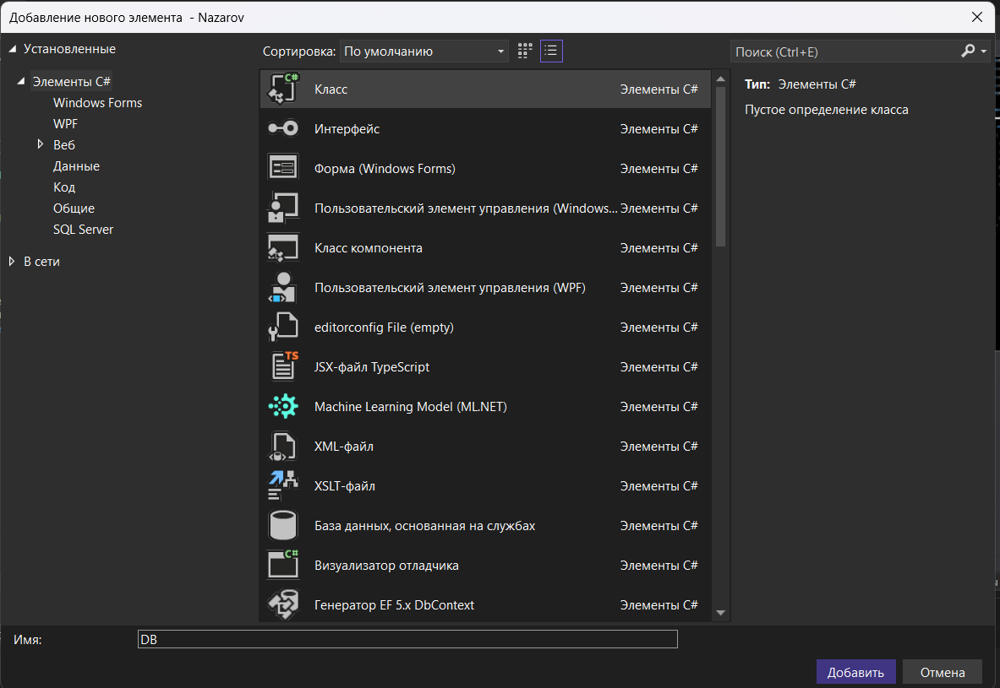 Добавление нового элемента - Nazarov
Установленные
Элементы C#
Windows Forms
WPF
Веб
Данные
Код
Общие
SQL Server
В сети
Сортировка: По умолчанию
Класс Элементы C#
Интерфейс Элементы C#
Форма (Windows Forms) Элементы C#
Пользовательский элемент управления (Windows... Элементы C#
Класс компонента Элементы C#
Пользовательский элемент управления (WPF) Элементы C#
editorconfig File (empty) Элементы C#
TS
JSX-файл TypeScript Элементы C#
Machine Learning Model (ML.NET) Элементы C#
XML-файл Элементы C#
XSLT-файл Элементы C#
База данных, основанная на службах Элементы C#
Визуализатор отладчика Элементы C#
Генератор EF 5.x DbContext Элементы C#
Поиск (Ctrl+E)
Тип: Элементы C#
Пустое определение класса
Имя: DB
Добавить Отмена